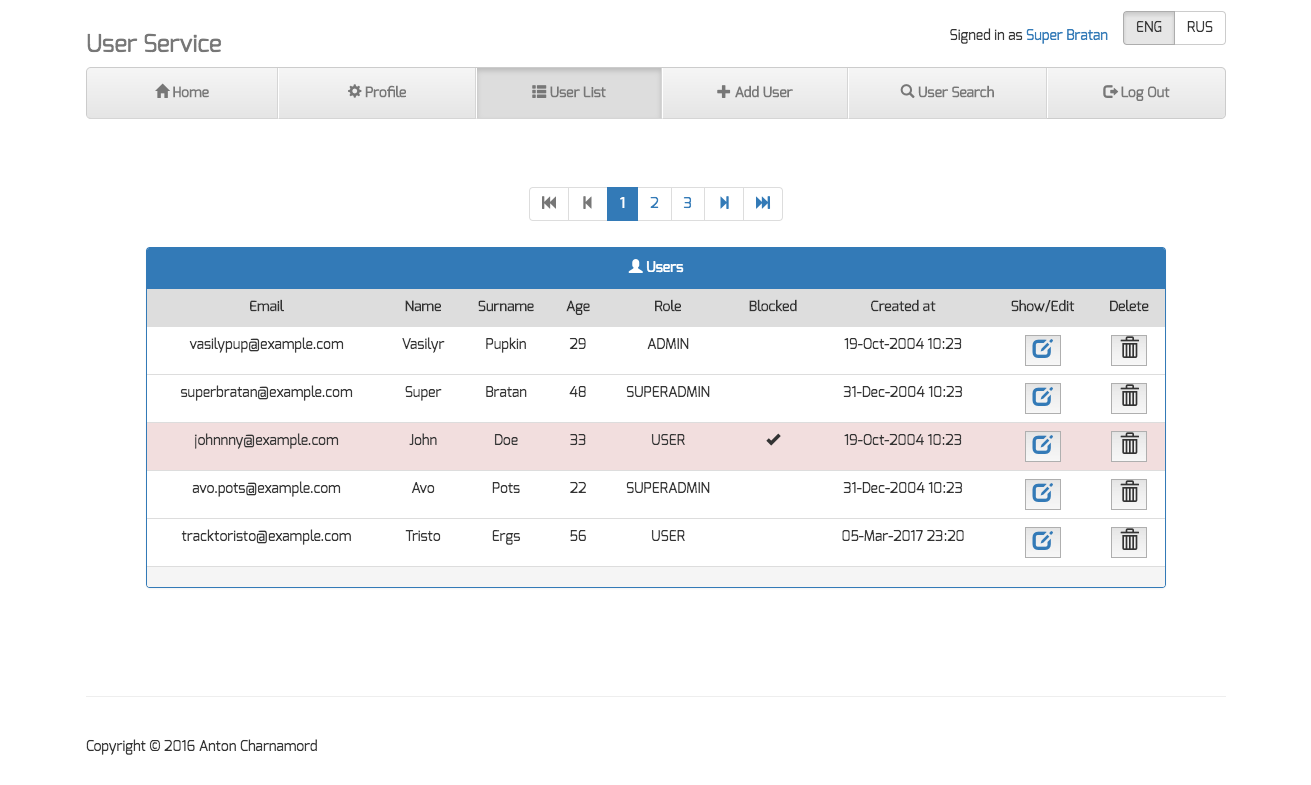 User Service
Signed in as Super Bratan
ENG RUS
Home Profile User List Add User User Search Log Out
1 2 3
Users
Email Name Surname Age Role Blocked Created at Show/Edit Delete
vasilypup@example.com Vasilyr Pupkin 29 ADMIN 19-Oct-2004 10:23
superbratan@example.com Super Bratan 48 SUPERADMIN 31-Dec-2004 10:23
johnnny@example.com John Doe 33 USER 19-Oct-2004 10:23
avo.pots@example.com Avo Pots 22 SUPERADMIN 31-Dec-2004 10:23
tracktoristo@example.com Tristo Ergs 56 USER 05-Mar-2017 23:20
Copyright © 2016 Anton Charnamord